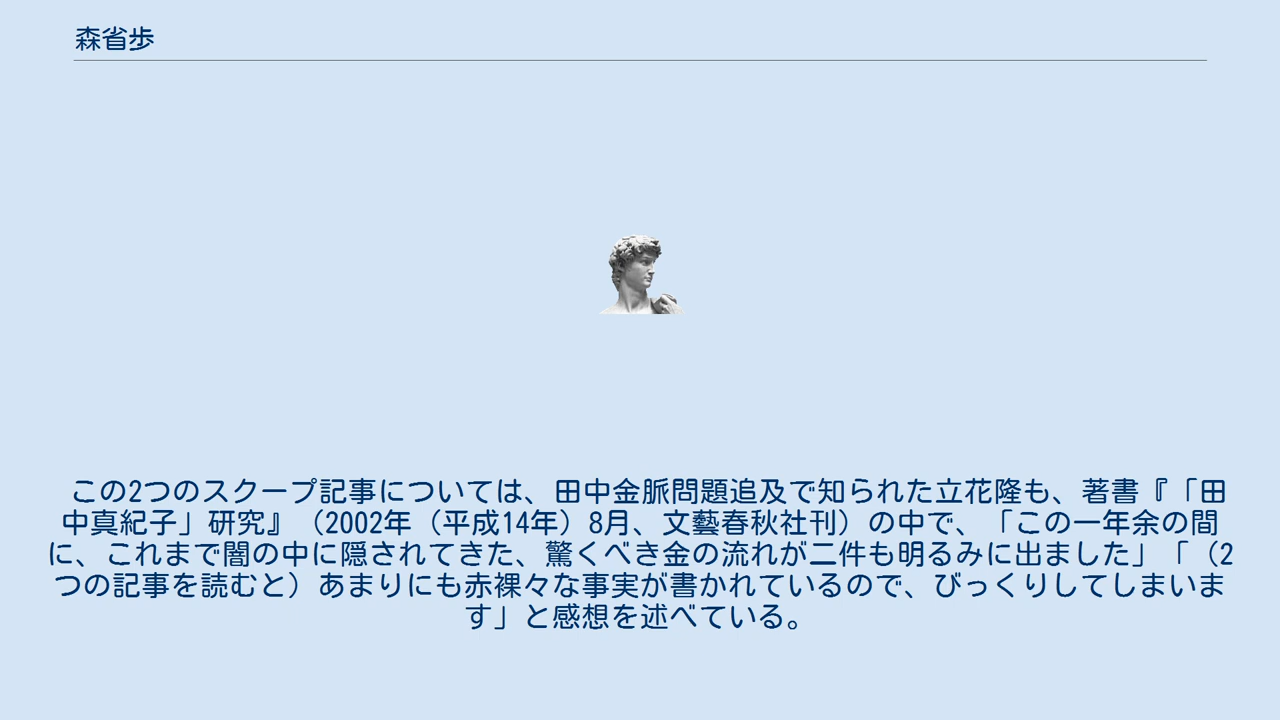 森省歩
この2つのスクープ記事については、田中金脈問題追及で知られた立花隆も、著書『「田
中真紀子」研究』（2002年（平成14年）8月、文藝春秋社刊）の中で、「この一年余の間
に、これまで闇の中に隠されてきた、驚くべき金の流れが二件も明るみに出ました」「（2
つの記事を読むと）あまりにも赤裸々な事実が書かれているので、びっくりしてしまいま
す」と感想を述べている。